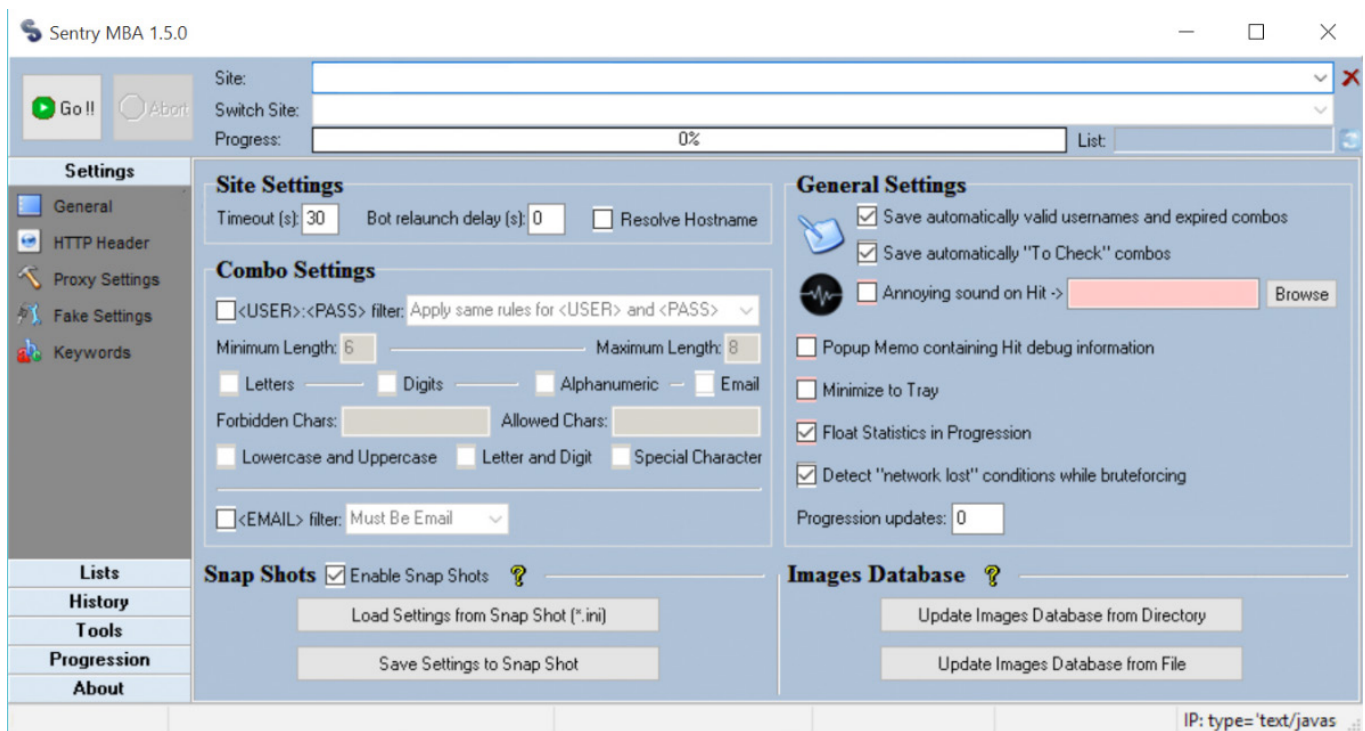 Sentry MBA 1.5.0
Go !! Abort
Site:
Switch Site:
Progress: 0% List:
Settings
General
HTTP Header
Proxy Settings
Fake Settings
Keywords
Lists
History
Tools
Progression
About
Site Settings
Timeout (s): 30 Bot relaunch delay (s): 0 Resolve Hostname
Combo Settings
<USER>:<PASS> filter: Apply same rules for <USER> and <PASS>
Minimum Length: 6 Maximum Length: 8
Letters Digits Alphanumeric Email
Forbidden Chars: Allowed Chars:
Lowercase and Uppercase Letter and Digit Special Character
<EMAIL> filter: Must Be Email
Snap Shots Enable Snap Shots ?
Load Settings from Snap Shot (*.ini)
Save Settings to Snap Shot
General Settings
Save automatically valid usernames and expired combos
Save automatically "To Check" combos
Annoying sound on Hit -> Browse
Popup Memo containing Hit debug information
Minimize to Tray
Float Statistics in Progression
Detect "network lost" conditions while bruteforcing
Progression updates: 0
Images Database ?
Update Images Database from Directory
Update Images Database from File
IP: type='text/javas